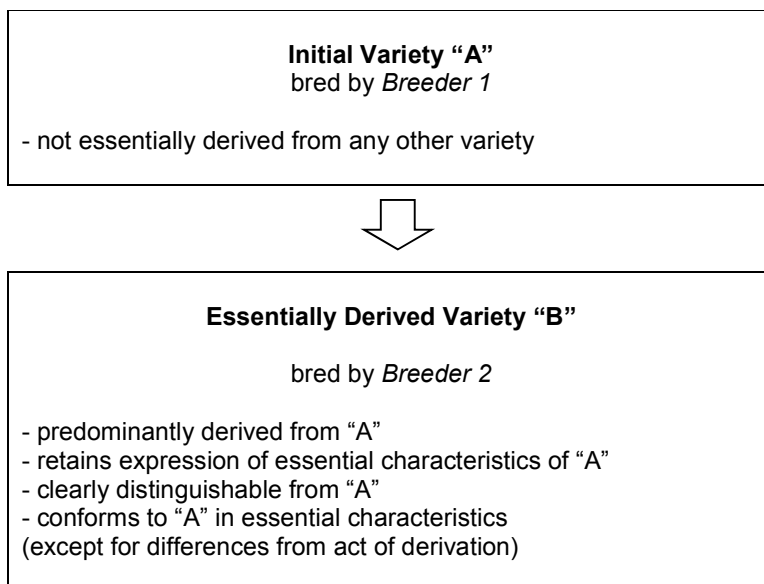 Initial Variety “A”
bred by Breeder 1
- not essentially derived from any other variety
Essentially Derived Variety “B”
bred by Breeder 2
- predominantly derived from “A”
- retains expression of essential characteristics of “A”
- clearly distinguishable from “A”
- conforms to “A” in essential characteristics
(except for differences from act of derivation)